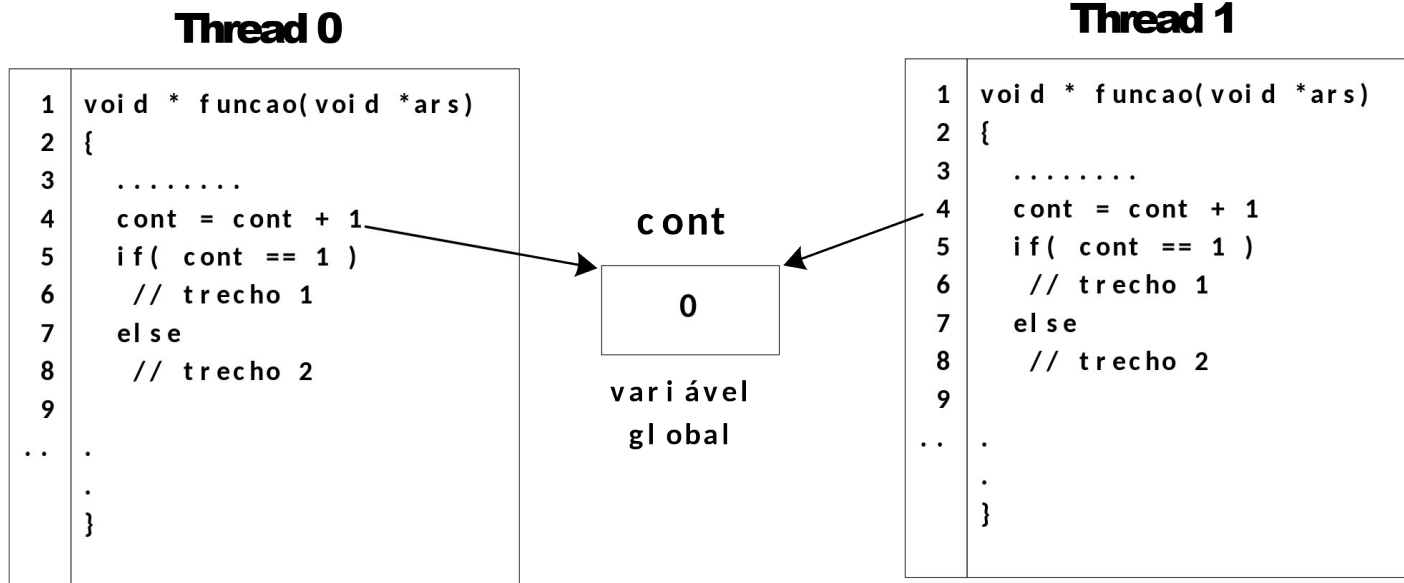 Thread 0
1 void * funcao(void *ars)
2 {
3 ........
4 cont = cont + 1
5 if( cont == 1 )
6 // trecho 1
7 else
8 // trecho 2
9
.. .
.
}
cont
0
variável
global
Thread 1
1 void * funcao(void *ars)
2 {
3 ........
4 cont = cont + 1
5 if( cont == 1 )
6 // trecho 1
7 else
8 // trecho 2
9
.. .
.
}